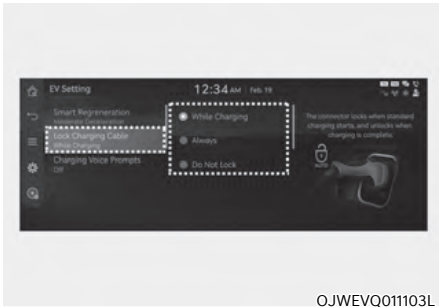 EV Setting
12:34 AM Feb. 19
Smart Regeneration
Moderate Deceleration
Lock Charging Cable
While Charging
Charging Voice Prompts
Off
While Charging
Always
Do Not Lock
The connector locks when standard
charging starts, and unlocks when
charging is complete.
AUTO
OJWEVQ011103L